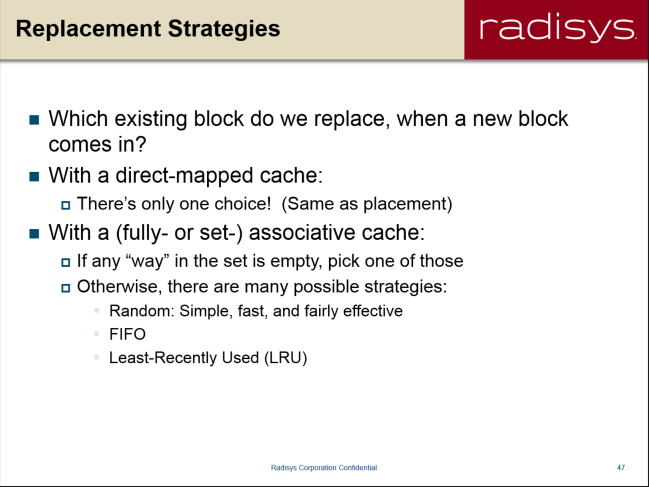 Replacement Strategies
radisys.
Which existing block do we replace, when a new block
comes in?
With a direct-mapped cache:
There’s only one choice!  (Same as placement)
With a (fully- or set-) associative cache:
If any “way” in the set is empty, pick one of those
Otherwise, there are many possible strategies:
Random: Simple, fast, and fairly effective
FIFO
Least-Recently Used (LRU)
Radisys Corporation Confidential
47